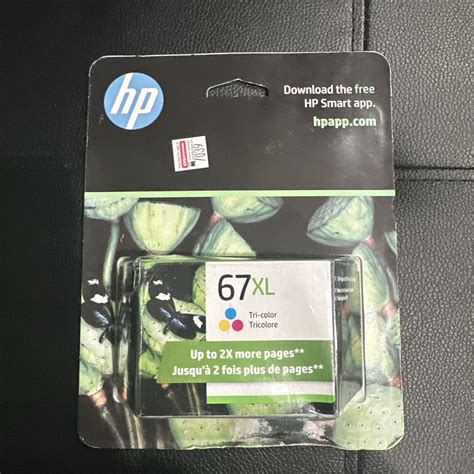 hp
Download the free
HP Smart app.
hpapp.com
67XL
Tri-color
Tricolore
Up to 2X more pages**
Jusqu'à 2 fois plus de pages**